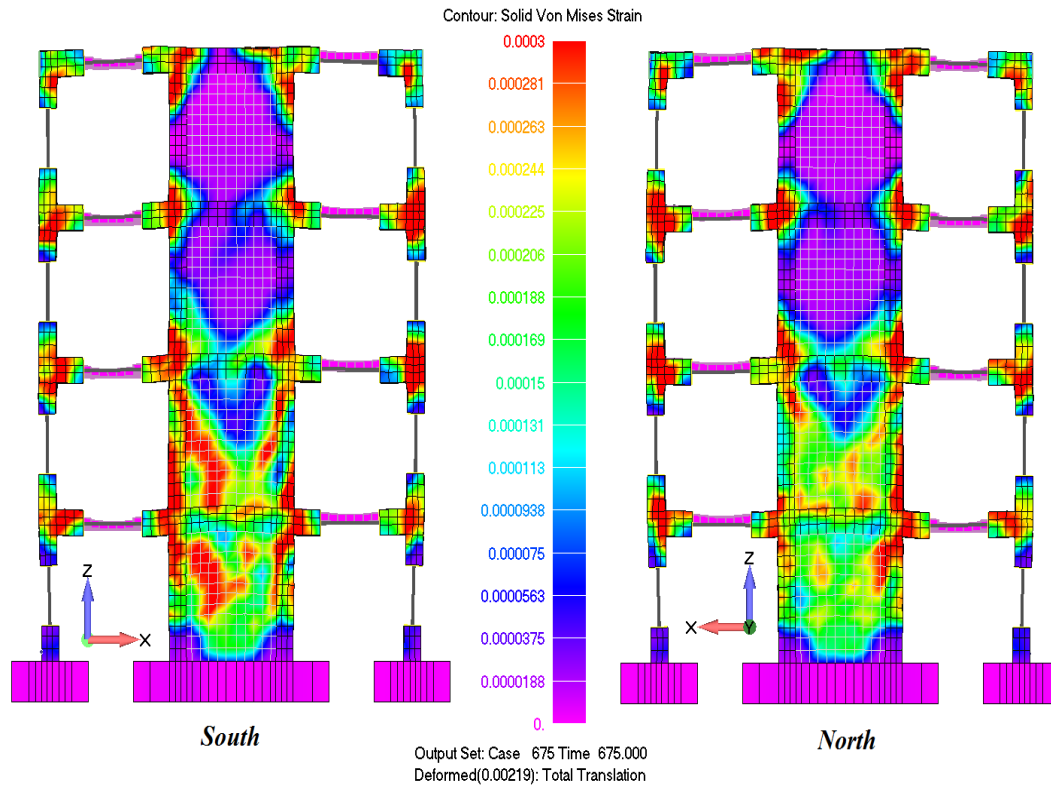 Contour: Solid Von Mises Strain
0.0003
0.000281
0.000263
0.000244
0.000225
0.000206
0.000188
0.000169
0.00015
0.000131
0.000113
0.0000938
0.000075
0.0000563
0.0000375
0.0000188
0.
Z
X
Z
X
Y
South
North
Output Set: Case 675 Time 675.000
Deformed(0.00219): Total Translation